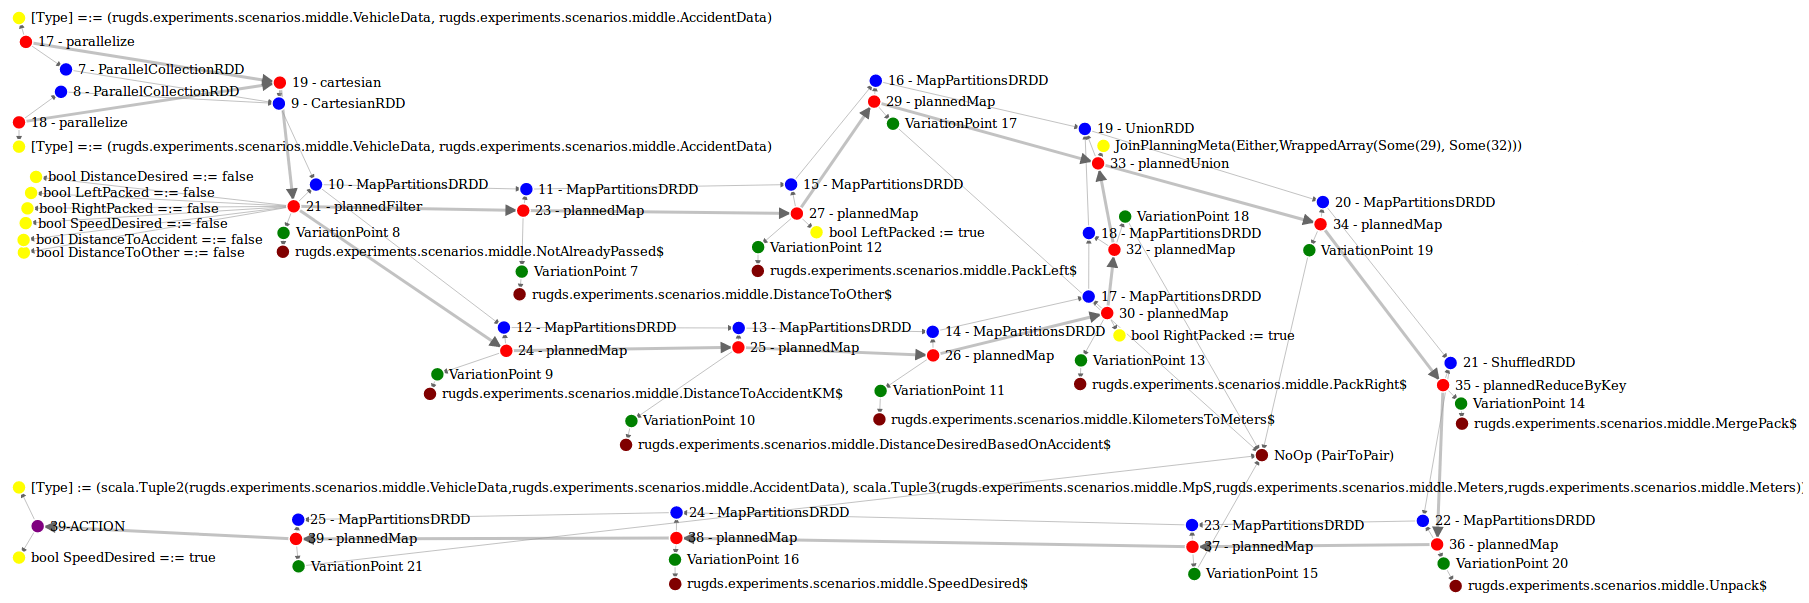 [Type] =:= (rugds.experiments.scenarios.middle.VehicleData, rugds.experiments.scenarios.middle.AccidentData)
17 - parallelize
7 - ParallelCollectionRDD
19 - cartesian
8 - ParallelCollectionRDD
9 - CartesianRDD
18 - parallelize
[Type] =:= (rugds.experiments.scenarios.middle.VehicleData, rugds.experiments.scenarios.middle.AccidentData)
16 - MapPartitionsDRDD
29 - plannedMap
VariationPoint 17
19 - UnionRDD
JoinPlanningMeta(Either,WrappedArray(Some(29), Some(32)))
33 - plannedUnion
bool DistanceDesired =:= false
bool LeftPacked =:= false
bool RightPacked =:= false
bool SpeedDesired =:= false
bool DistanceToAccident =:= false
bool DistanceToOther =:= false
10 - MapPartitionsDRDD
21 - plannedFilter
VariationPoint 8
rugds.experiments.scenarios.middle.NotAlreadyPassed$
11 - MapPartitionsDRDD
23 - plannedMap
VariationPoint 7
rugds.experiments.scenarios.middle.DistanceToOther$
15 - MapPartitionsDRDD
27 - plannedMap
bool LeftPacked := true
VariationPoint 12
rugds.experiments.scenarios.middle.PackLeft$
VariationPoint 18
18 - MapPartitionsDRDD
32 - plannedMap
20 - MapPartitionsDRDD
34 - plannedMap
VariationPoint 19
17 - MapPartitionsDRDD
30 - plannedMap
bool RightPacked := true
VariationPoint 13
rugds.experiments.scenarios.middle.PackRight$
12 - MapPartitionsDRDD
24 - plannedMap
VariationPoint 9
rugds.experiments.scenarios.middle.DistanceToAccidentKM$
13 - MapPartitionsDRDD
25 - plannedMap
VariationPoint 10
rugds.experiments.scenarios.middle.DistanceDesiredBasedOnAccident$
14 - MapPartitionsDRDD
26 - plannedMap
VariationPoint 11
rugds.experiments.scenarios.middle.KilometersToMeters$
21 - ShuffledRDD
35 - plannedReduceByKey
VariationPoint 14
rugds.experiments.scenarios.middle.MergePack$
NoOp (PairToPair)
[Type] := (scala.Tuple2(rugds.experiments.scenarios.middle.VehicleData,rugds.experiments.scenarios.middle.AccidentData), scala.Tuple3(rugds.experiments.scenarios.middle.MpS,rugds.experiments.scenarios.middle.Meters,rugds.experiments.scenarios.middle.Meters))
39-ACTION
bool SpeedDesired =:= true
25 - MapPartitionsDRDD
39 - plannedMap
VariationPoint 21
24 - MapPartitionsDRDD
38 - plannedMap
VariationPoint 16
rugds.experiments.scenarios.middle.SpeedDesired$
23 - MapPartitionsDRDD
37 - plannedMap
VariationPoint 15
22 - MapPartitionsDRDD
36 - plannedMap
VariationPoint 20
rugds.experiments.scenarios.middle.Unpack$